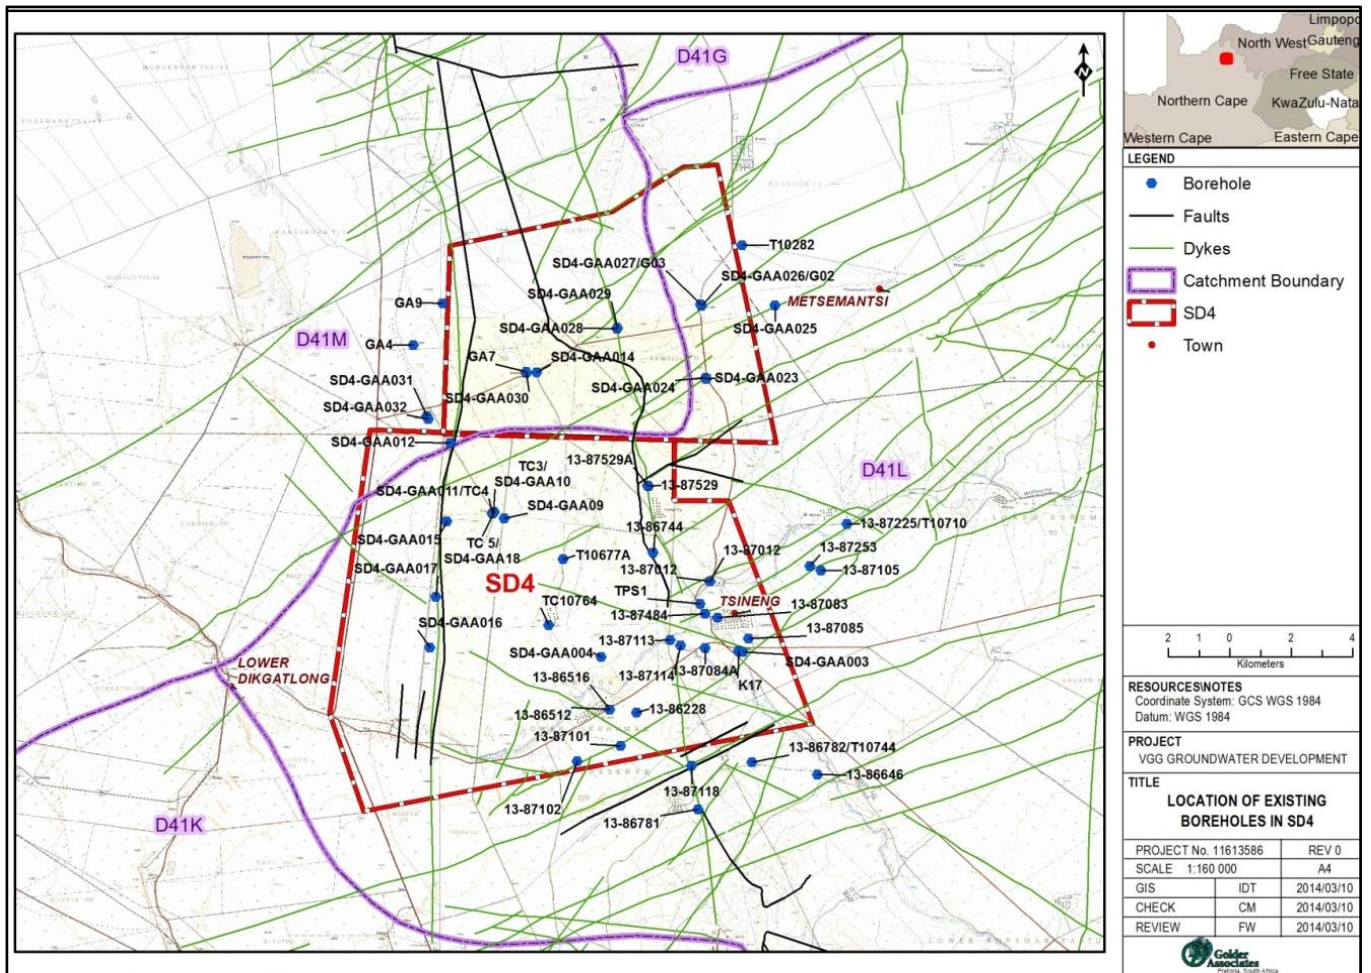 D41G
T10282
SD4-GAA027/G03
SD4-GAA026/G02
METSEMANTSI
SD4-GAA029
GA9
SD4-GAA028
SD4-GAA025
D41M
GA4
GA7
SD4-GAA014
SD4-GAA031
SD4-GAA024
SD4-GAA023
SD4-GAA030
SD4-GAA032
SD4-GAA012
13-87529A
D41L
TC3/
SD4-GAA10
13-87529
SD4-GAA011/TC4
SD4-GAA09
13-86744
13-87225/T10710
SD4-GAA015
TC 5/
SD4-GAA18
13-87012
13-87253
SD4-GAA017
T10677A
13-87012
13-87105
SD4
TPS1
TSINENG
TC10764
13-87484
13-87083
SD4-GAA016
13-87113
13-87085
SD4-GAA004
SD4-GAA003
LOWER
DIKGATLONG
13-86516
13-87114
13-87084A
K17
13-86512
13-86228
13-87101
13-86782/T10744
13-86646
13-87102
13-87118
D41K
13-86781
N
Limpopo
North West
Gauteng
Free State
Northern Cape
KwaZulu-Nata
Western Cape
Eastern Cape
LEGEND
Borehole
Faults
Dykes
Catchment Boundary
SD4
Town
2 1 0 2 4
Kilometers
RESOURCES\NOTES
Coordinate System: GCS WGS 1984
Datum: WGS 1984
PROJECT
VGG GROUNDWATER DEVELOPMENT
TITLE
LOCATION OF EXISTING
BOREHOLES IN SD4
PROJECT No. 11613586 REV 0
SCALE 1:160 000 A4
GIS IDT 2014/03/10
CHECK CM 2014/03/10
REVIEW FW 2014/03/10
Golder
Associates
Pretoria, South Africa